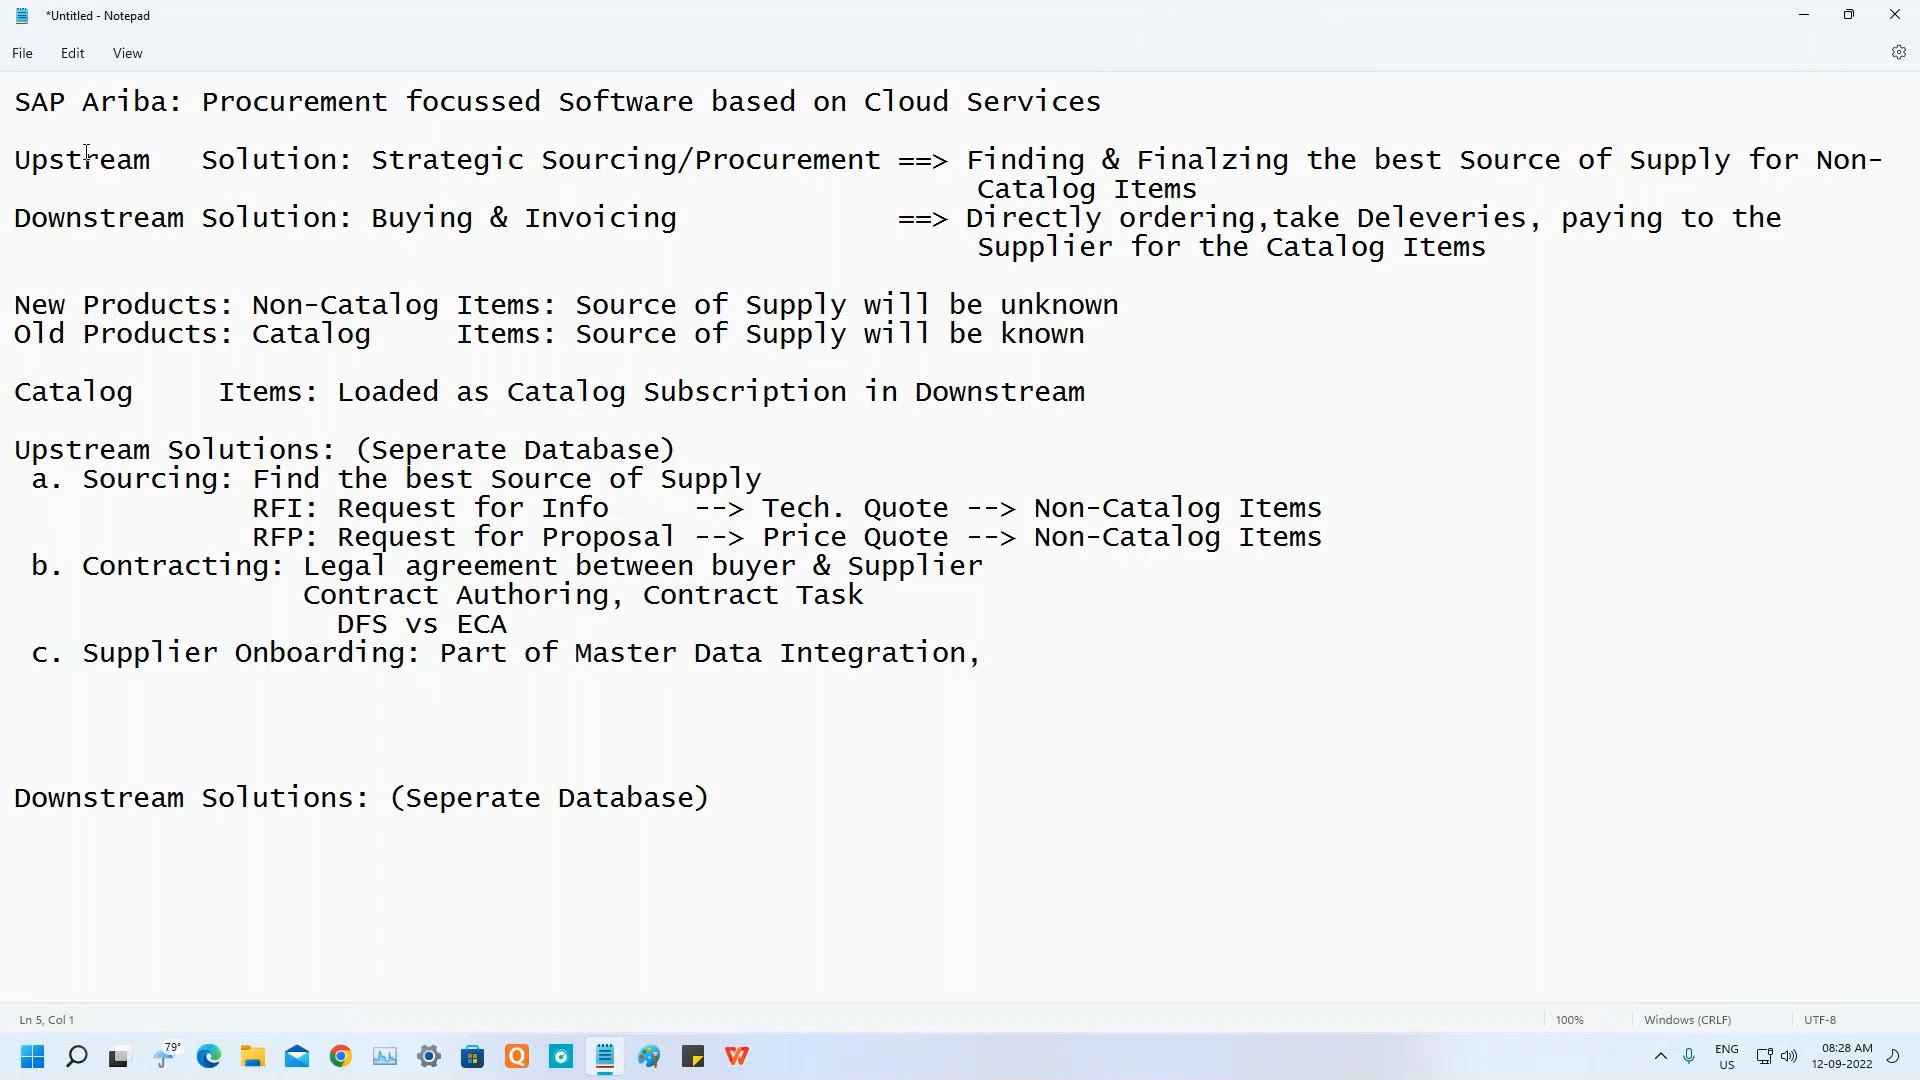 *Untitled - Notepad
File Edit View
SAP Ariba: Procurement focussed Software based on Cloud Services
Upstream Solution: Strategic Sourcing/Procurement ==> Finding & Finalzing the best Source of Supply for Non-
Catalog Items
Downstream Solution: Buying & Invoicing ==> Directly ordering,take Deleveries, paying to the
Supplier for the Catalog Items
New Products: Non-Catalog Items: Source of Supply will be unknown
Old Products: Catalog Items: Source of Supply will be known
Catalog Items: Loaded as Catalog Subscription in Downstream
Upstream Solutions: (Seperate Database)
a. Sourcing: Find the best Source of Supply
RFI: Request for Info --> Tech. Quote --> Non-Catalog Items
RFP: Request for Proposal --> Price Quote --> Non-Catalog Items
b. Contracting: Legal agreement between buyer & Supplier
Contract Authoring, Contract Task
DFS vs ECA
c. Supplier Onboarding: Part of Master Data Integration,
Downstream Solutions: (Seperate Database)
Ln 5, Col 1 100% Windows (CRLF) UTF-8
79°
ENG
US
08:28 AM
12-09-2022